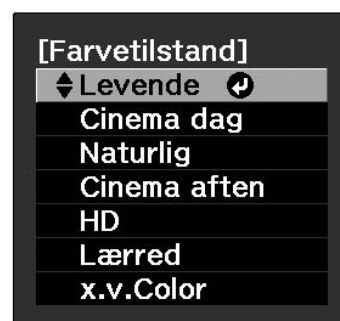 [Farvetilstand]
Levende
Cinema dag
Naturlig
Cinema aften
HD
Lærred
x.v.Color